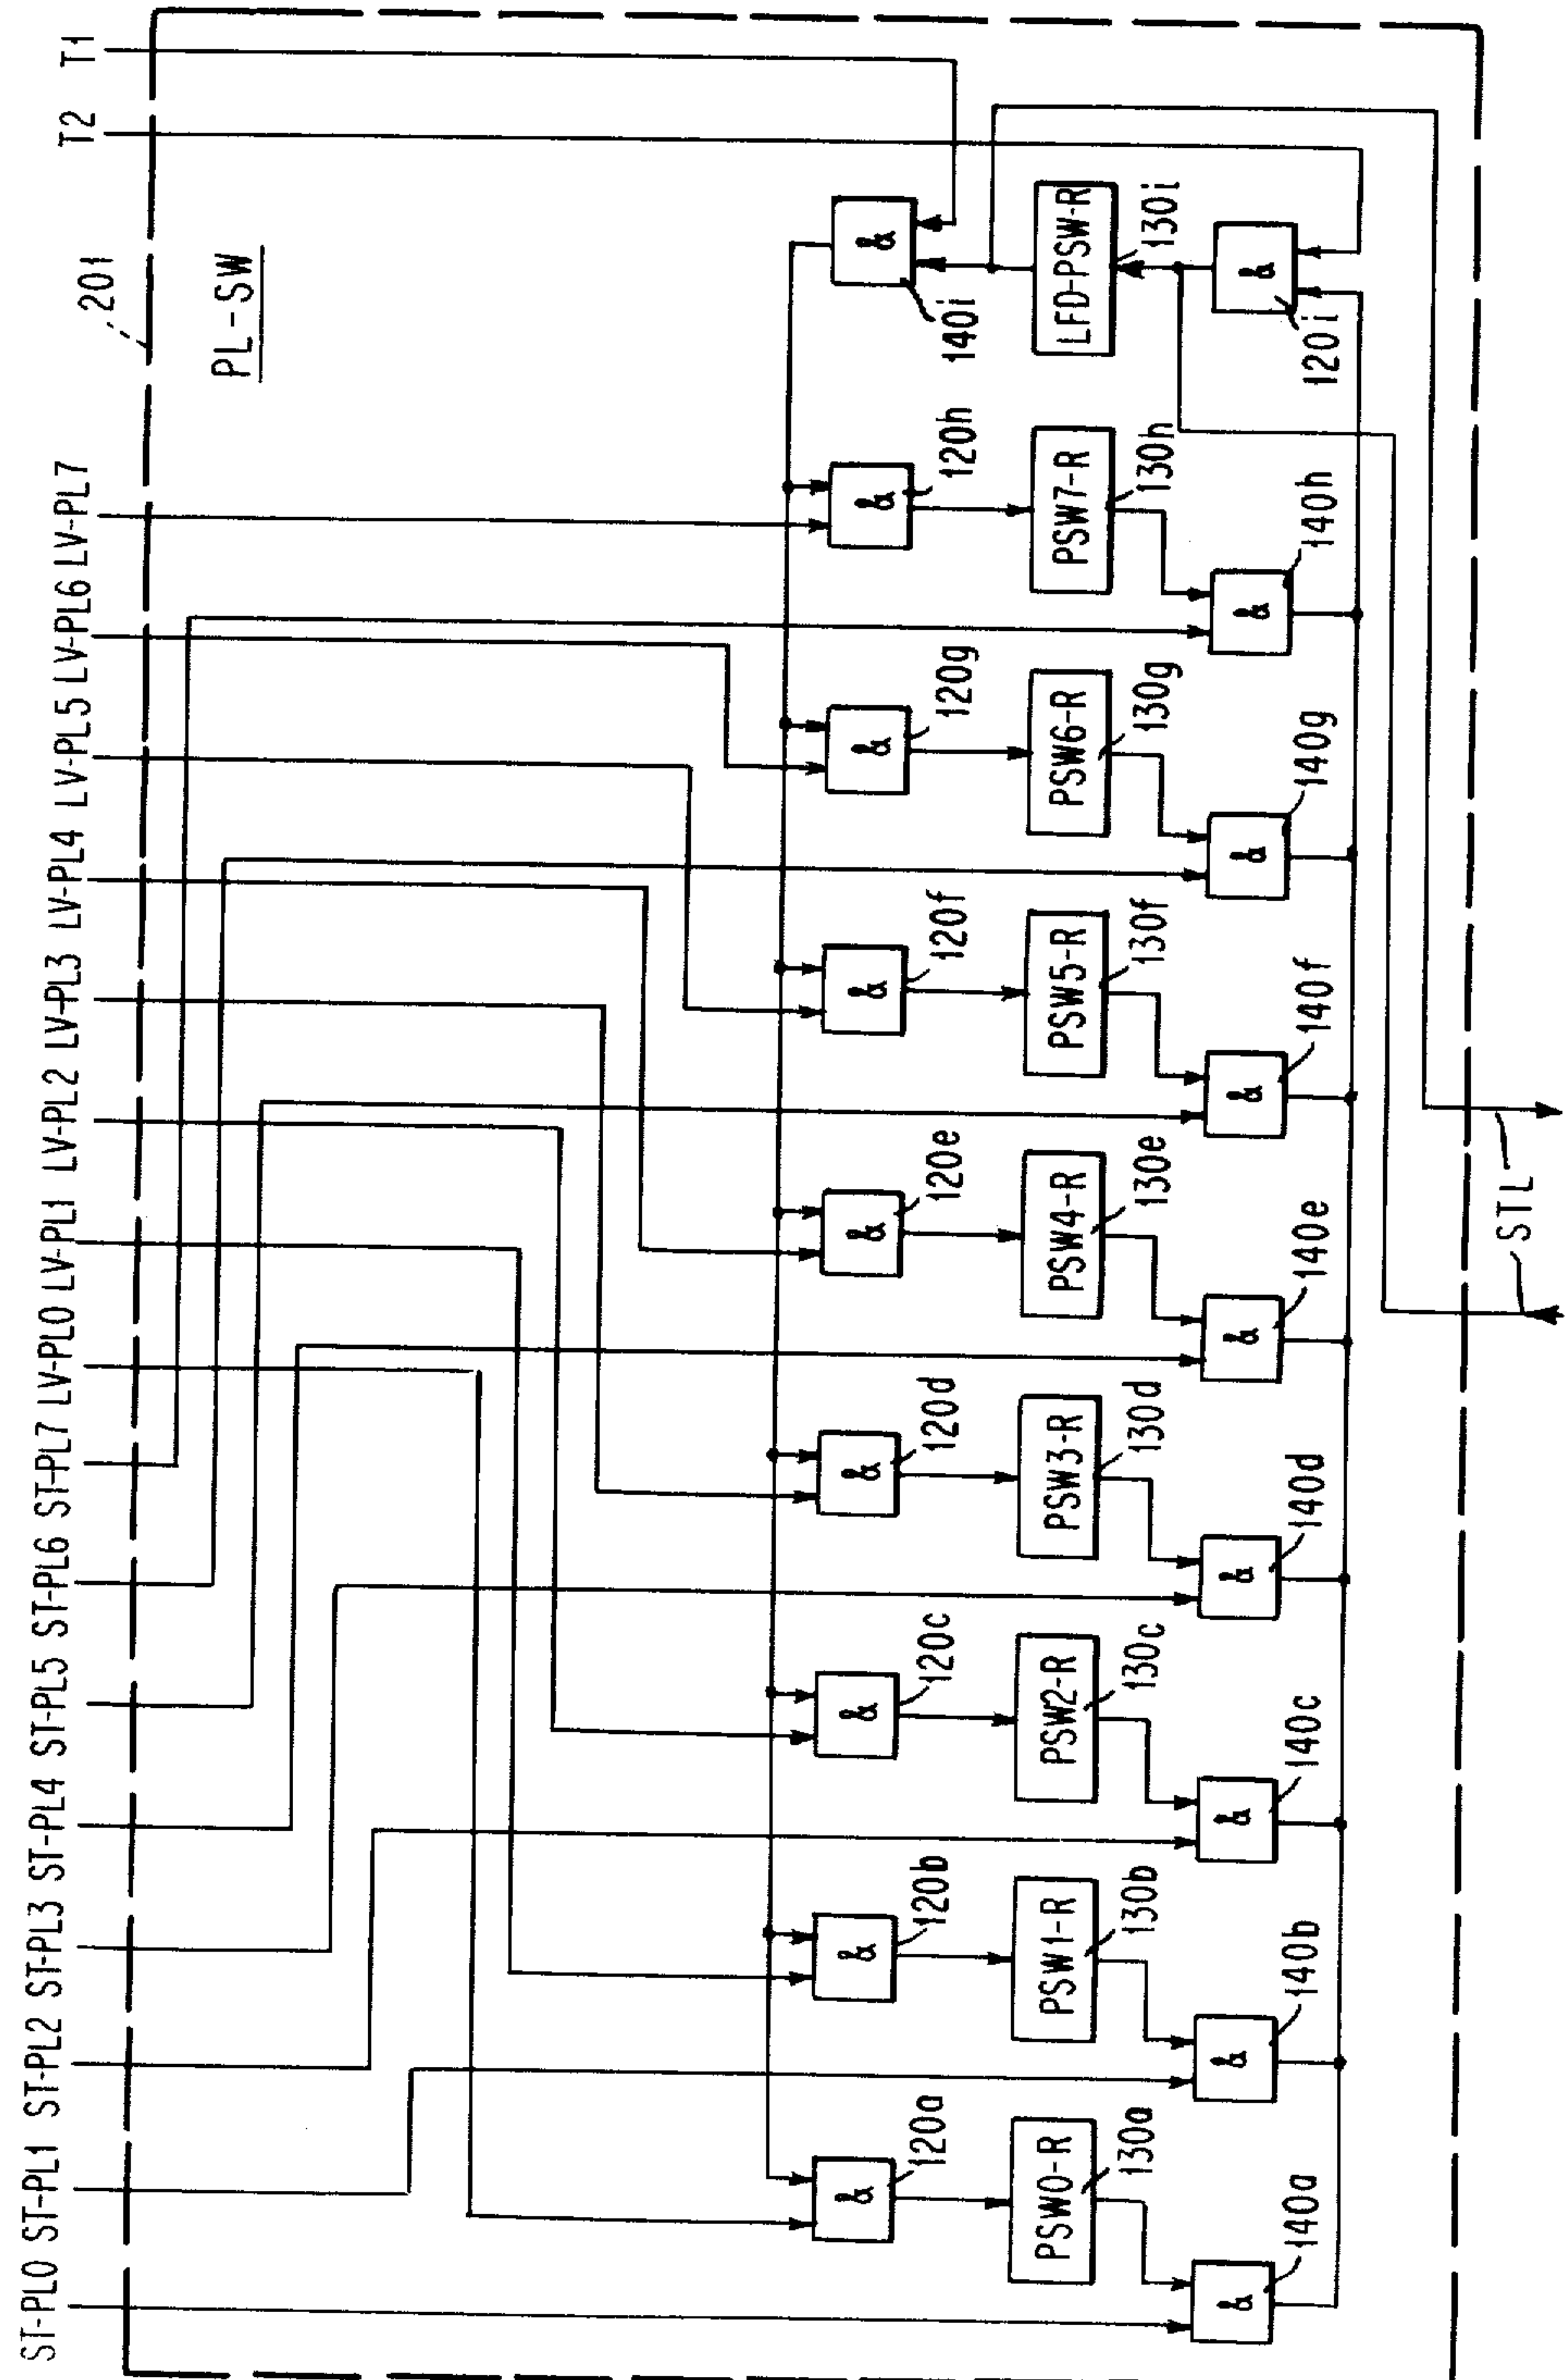 ST-PL0 ST-PL1 ST-PL2 ST-PL3 ST-PL4 ST-PL5 ST-PL6 ST-PL7 LV-PL0 LV-PL1 LV-PL2 LV-PL3 LV-PL4 LV-PL5 LV-PL6 LV-PL7 T2 T1
201
PL-SW
& & & & & & & & &
120a 120b 120c 120d 120e 120f 120g 120h 140i
PSW0-R PSW1-R PSW2-R PSW3-R PSW4-R PSW5-R PSW6-R PSW7-R LFD-PSW-R
130a 130b 130c 130d 130e 130f 130g 130h 130i
& & & & & & & & &
140a 140b 140c 140d 140e 140f 140g 140h 120i
STL